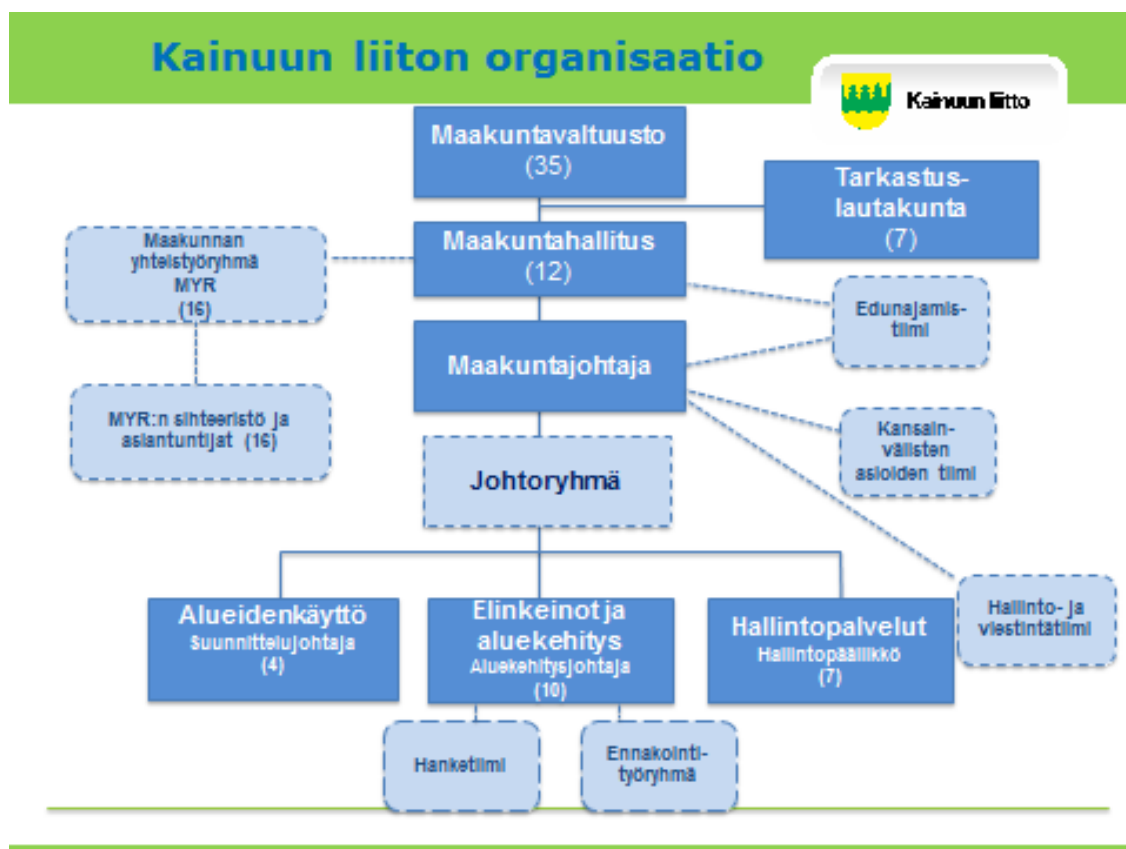 Kainuun liiton organisaatio
Kainuun liitto
Maakuntavaltuusto
(35)
Tarkastus-
lautakunta
(7)
Maakunnan
yhteistyöryhmä
MYR
(16)
Maakuntahallitus
(12)
Edunajamis-
tiimi
Maakuntajohtaja
MYR:n sihteeristö ja
asiantuntijat (16)
Kansain-
välisten
asioiden tiimi
Johtoryhmä
Alueidenkäyttö
Suunnittelujohtaja
(4)
Elinkeinot ja
aluekehitys
Aluekehitysjohtaja
(10)
Hallintopalvelut
Hallintopäällikkö
(7)
Hallinto- ja
viestintätiimi
Hanketiimi
Ennakointi-
työryhmä